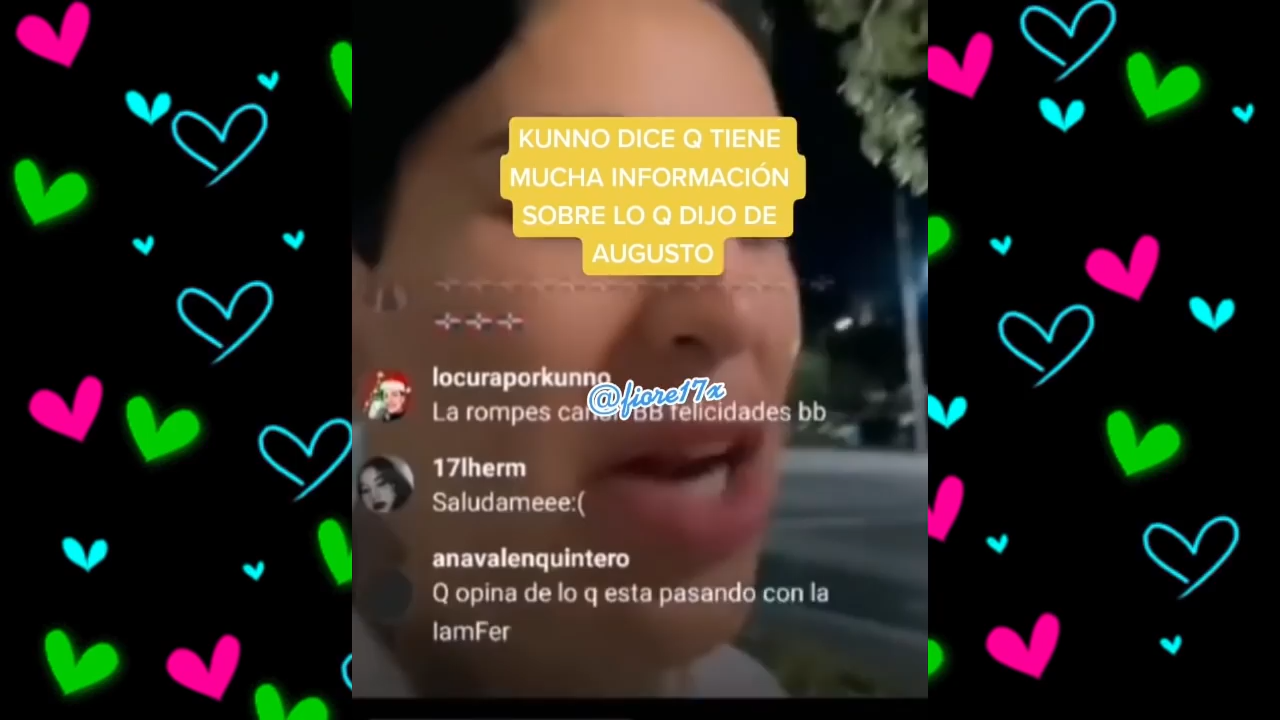 KUNNO DICE Q TIENE
MUCHA INFORMACIÓN
SOBRE LO Q DIJO DE
AUGUSTO
locuraporkunno
@fiore17x
La rompes BB felicidades bb
17lherm
Saludameee:(
anavalenquintero
Q opina de lo q esta pasando con la
IamFer